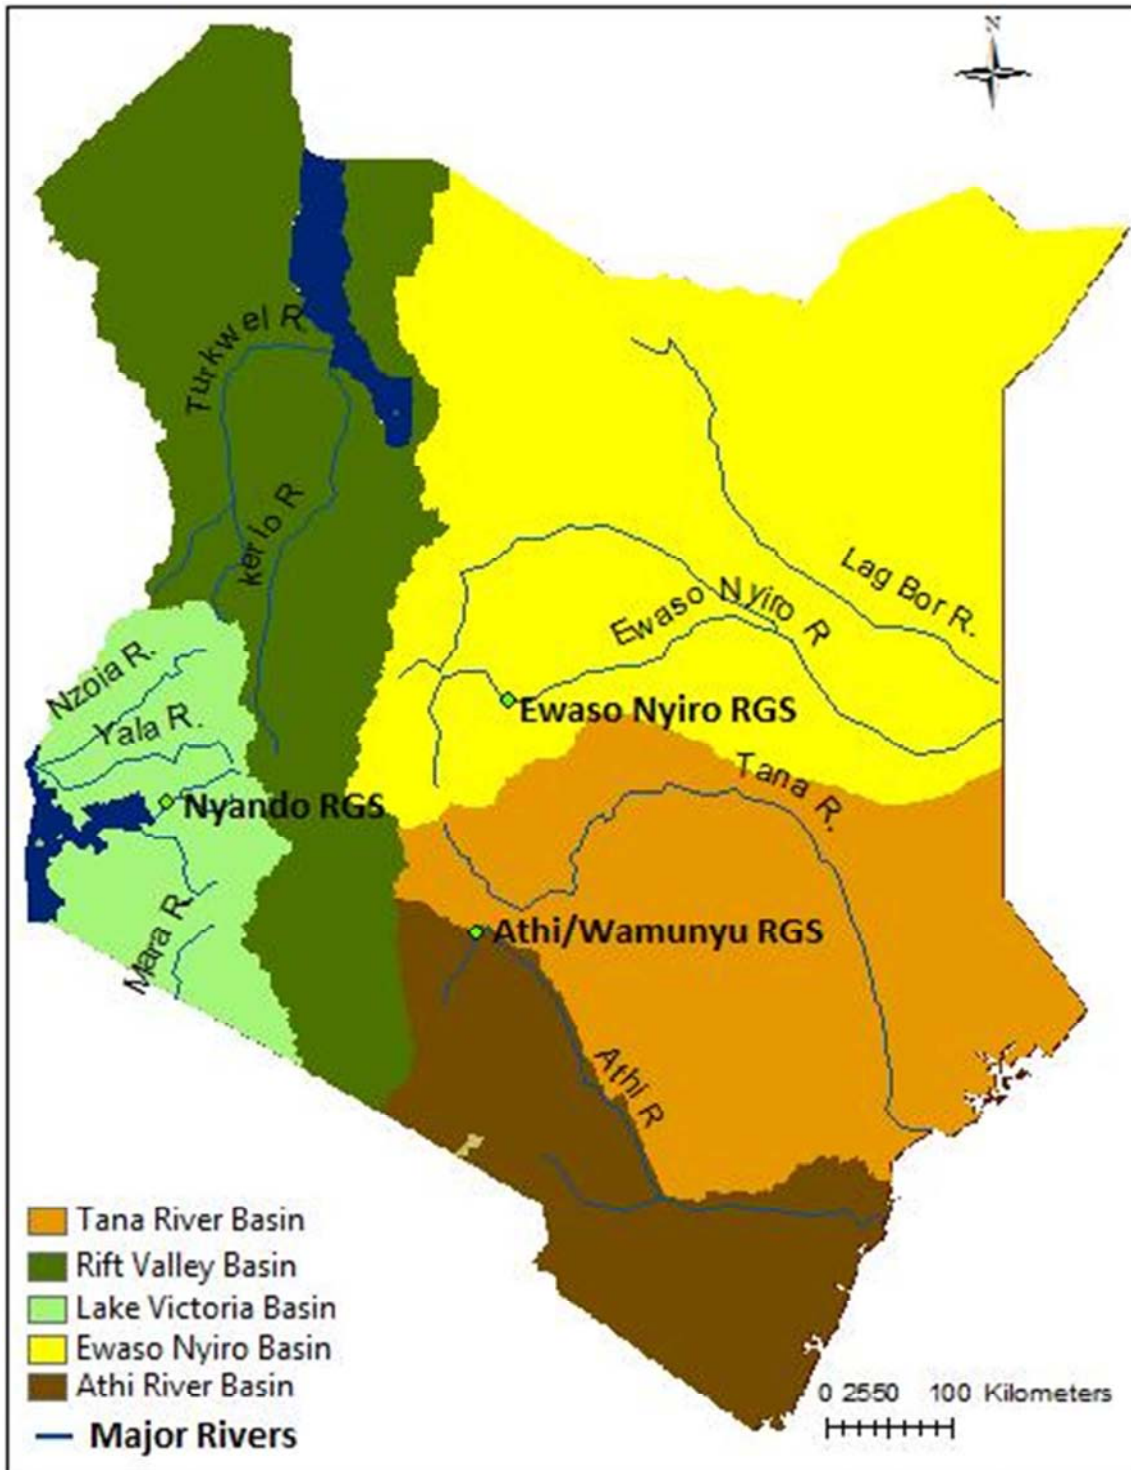 N
Turkwel R
kerio R
Lag Bor R.
Ewaso Nyiro R
Nzoia R.
Yala R.
Ewaso Nyiro RGS
Tana R.
Nyando RGS
Mara R.
Athi/Wamunyu RGS
Athi R
Tana River Basin
Rift Valley Basin
Lake Victoria Basin
Ewaso Nyiro Basin
Athi River Basin
Major Rivers
0 2550 100 Kilometers